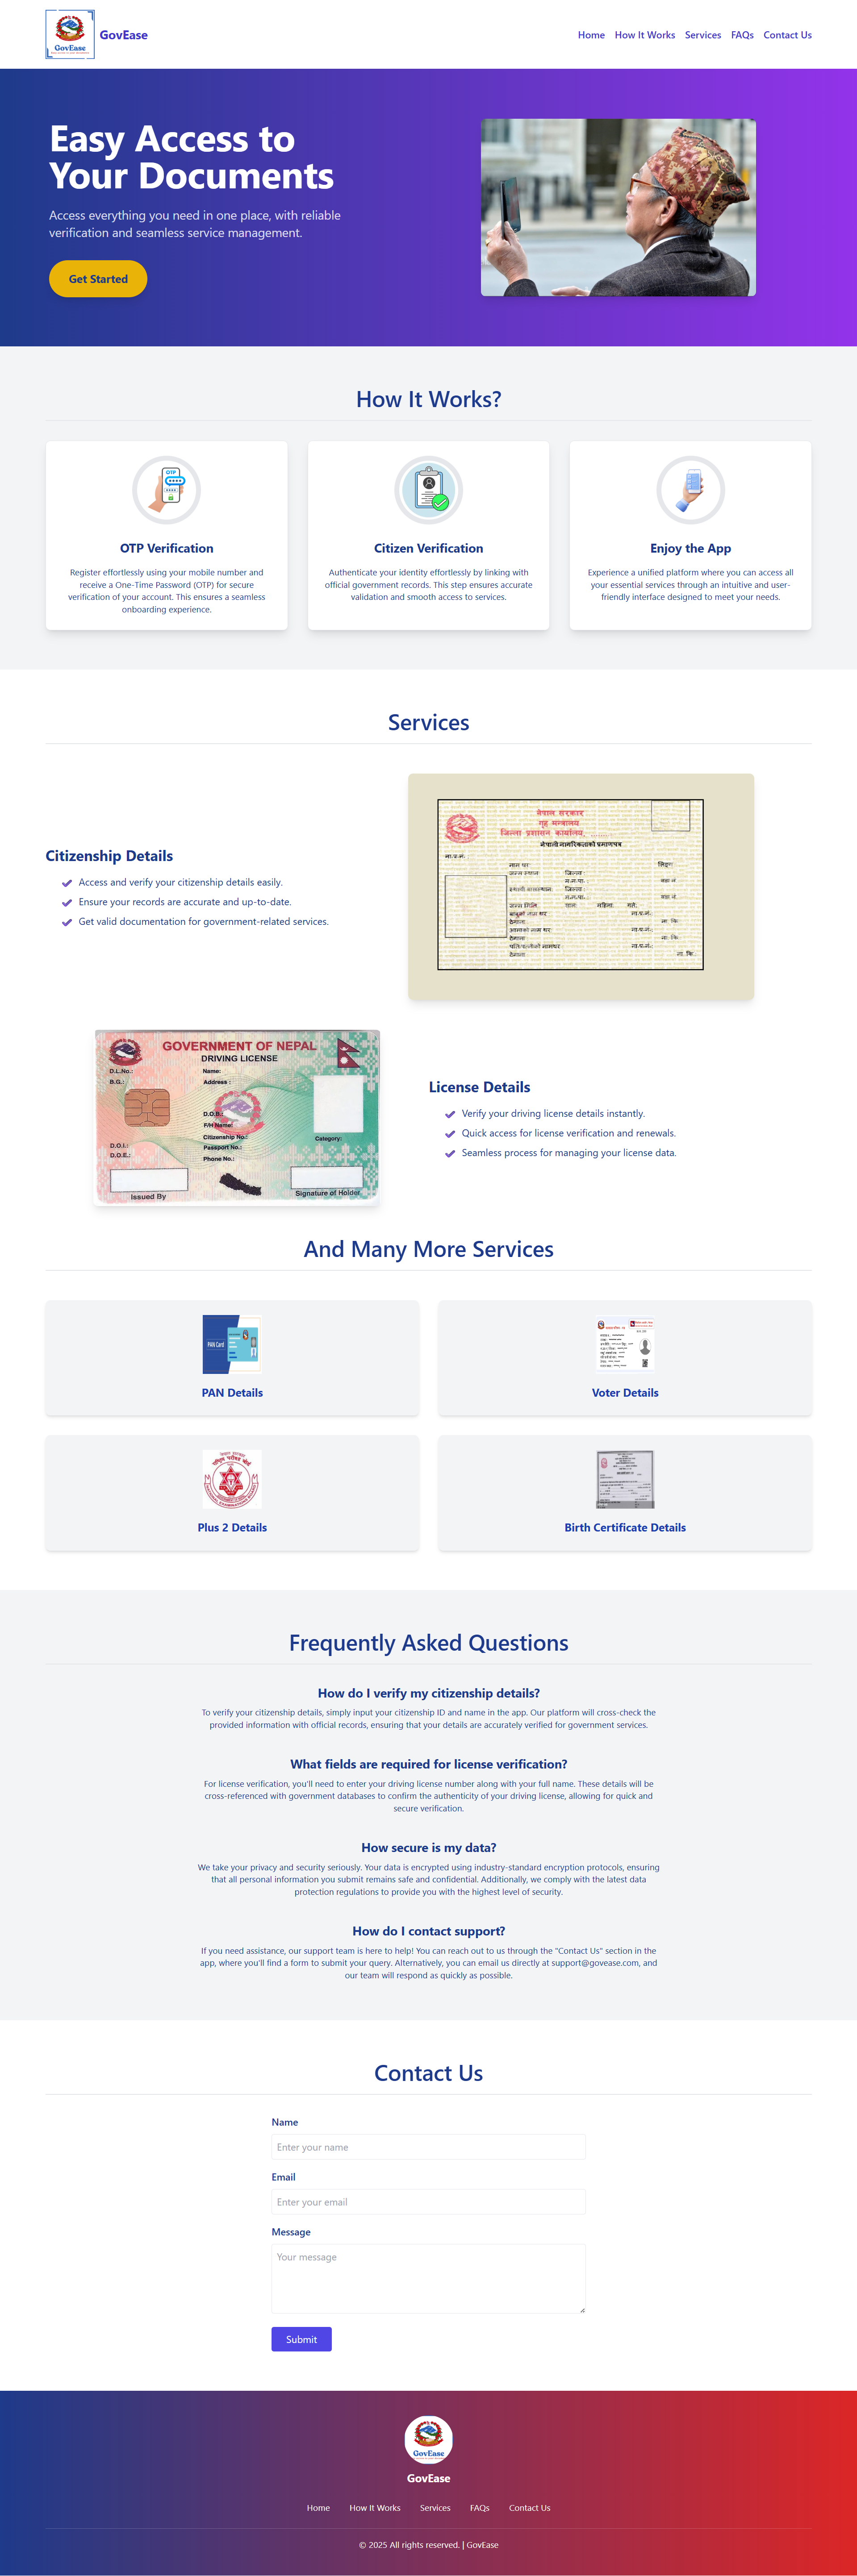 GovEase
GovEase
Home
How It Works
Services
FAQs
Contact Us
Easy Access to
Your Documents
Access everything you need in one place, with reliable
verification and seamless service management.
Get Started
How It Works?
OTP
OTP Verification
Register effortlessly using your mobile number and
receive a One-Time Password (OTP) for secure
verification of your account. This ensures a seamless
onboarding experience.
Citizen Verification
Authenticate your identity effortlessly by linking with
official government records. This step ensures accurate
validation and smooth access to services.
Enjoy the App
Experience a unified platform where you can access all
your essential services through an intuitive and user-
friendly interface designed to meet your needs.
Services
Citizenship Details
Access and verify your citizenship details easily.
Ensure your records are accurate and up-to-date.
Get valid documentation for government-related services.
नेपाल सरकार
गृह मन्त्रालय
जिल्ला प्रशासन कार्यालय,
नेपाली नागरिकताको प्रमाणपत्र
ना.प्र.नं.
नाम थर:
लिङ्ग:
जन्म स्थान:
जिल्ला
ठेगाना
GOVERNMENT OF NEPAL
DRIVING LICENSE
D.L.No.:
B.G.:
Name:
Address :
D.O.B.:
F/H Name:
Citizenship No.:
Passport No.:
Phone No.:
Category:
D.O.I.:
D.O.E.:
Issued By
Signature of Holder
License Details
Verify your driving license details instantly.
Quick access for license verification and renewals.
Seamless process for managing your license data.
And Many More Services
PAN Card
PAN Details
Voter Details
Plus 2 Details
Birth Certificate Details
Frequently Asked Questions
How do I verify my citizenship details?
To verify your citizenship details, simply input your citizenship ID and name in the app. Our platform will cross-check the
provided information with official records, ensuring that your details are accurately verified for government services.
What fields are required for license verification?
For license verification, you'll need to enter your driving license number along with your full name. These details will be
cross-referenced with government databases to confirm the authenticity of your driving license, allowing for quick and
secure verification.
How secure is my data?
We take your privacy and security seriously. Your data is encrypted using industry-standard encryption protocols, ensuring
that all personal information you submit remains safe and confidential. Additionally, we comply with the latest data
protection regulations to provide you with the highest level of security.
How do I contact support?
If you need assistance, our support team is here to help! You can reach out to us through the "Contact Us" section in the
app, where you'll find a form to submit your query. Alternatively, you can email us directly at support@govease.com, and
our team will respond as quickly as possible.
Contact Us
Name
Enter your name
Email
Enter your email
Message
Your message
Submit
GovEase
GovEase
Home
How It Works
Services
FAQs
Contact Us
© 2025 All rights reserved. | GovEase